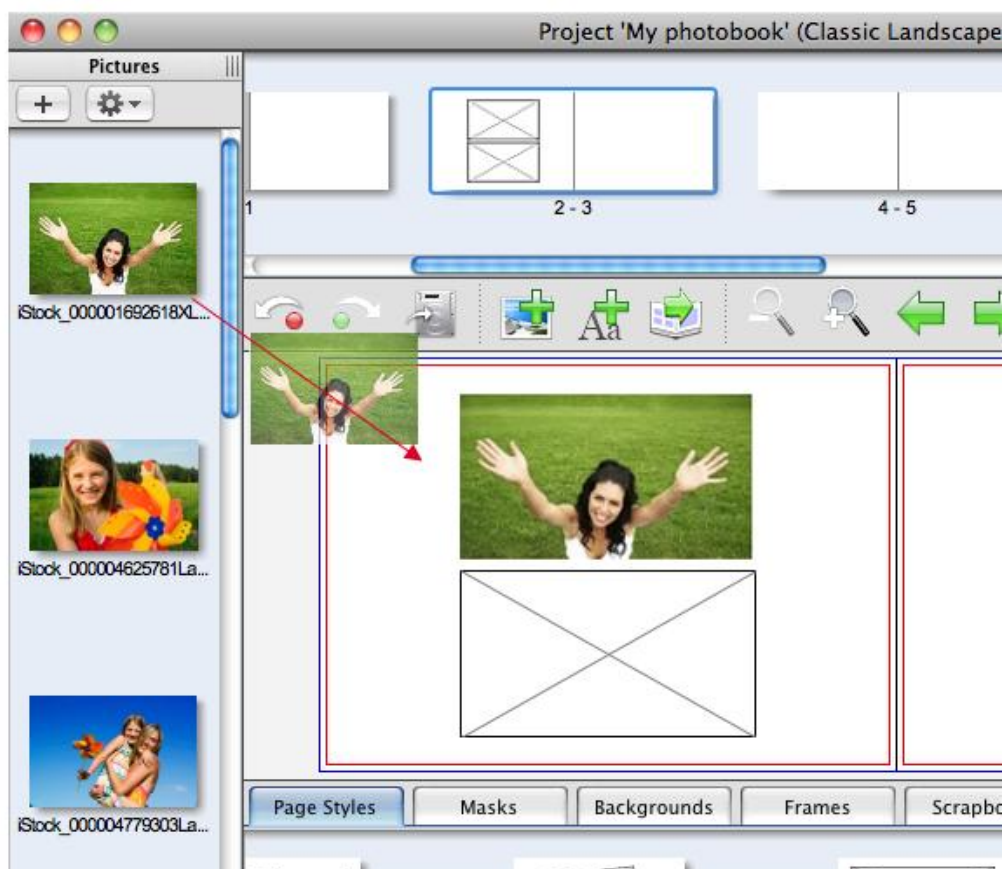 Project 'My photobook' (Classic Landscape
Pictures
1
2 - 3
4 - 5
iStock_000001692618XL...
Aa
iStock_000004625781La...
Page Styles
Masks
Backgrounds
Frames
Scrapbo
iStock_000004779303La...